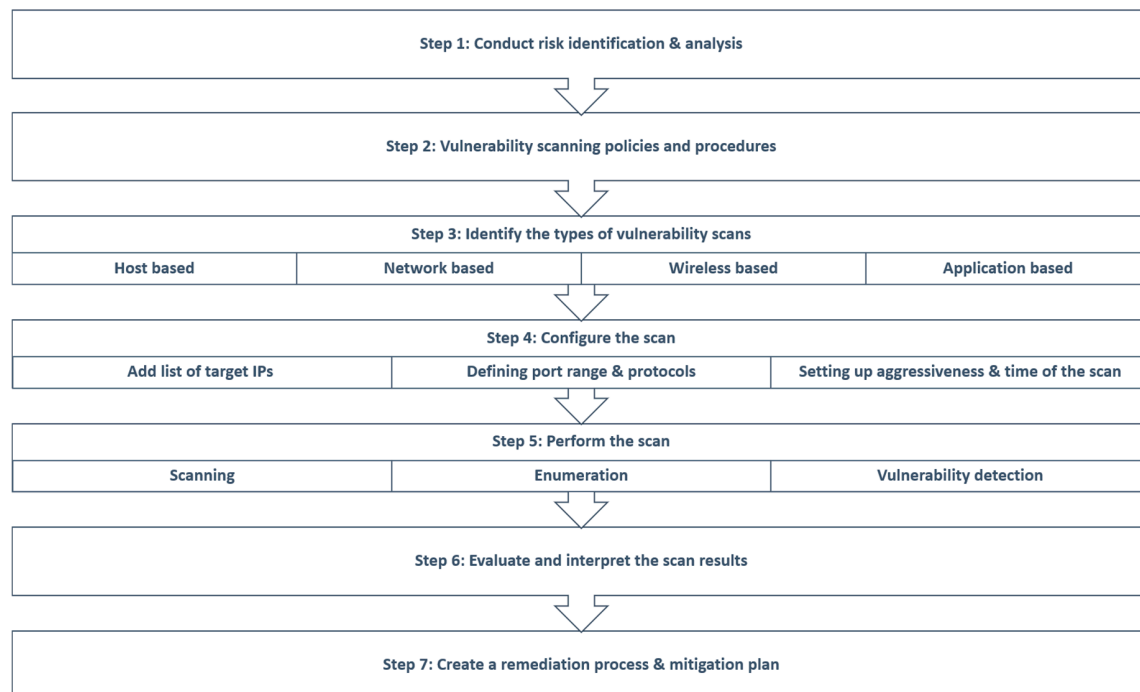 Step 1: Conduct risk identification & analysis
Step 2: Vulnerability scanning policies and procedures
Step 3: Identify the types of vulnerability scans
Host based
Network based
Wireless based
Application based
Step 4: Configure the scan
Add list of target IPs
Defining port range & protocols
Setting up aggressiveness & time of the scan
Step 5: Perform the scan
Scanning
Enumeration
Vulnerability detection
Step 6: Evaluate and interpret the scan results
Step 7: Create a remediation process & mitigation plan